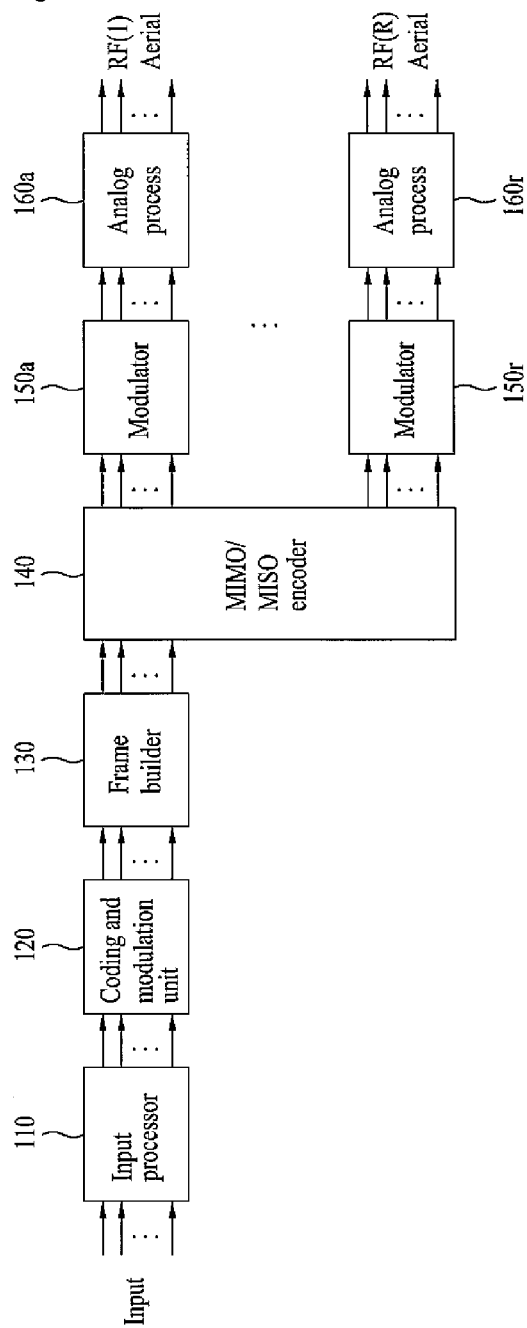 Input
110
Input
processor
120
Coding and
modulation
unit
130
Frame
builder
140
MIMO/
MISO
encoder
150a
Modulator
160a
Analog
process
RF(1)
Aerial
Modulator
150r
Analog
process
160r
RF(R)
Aerial